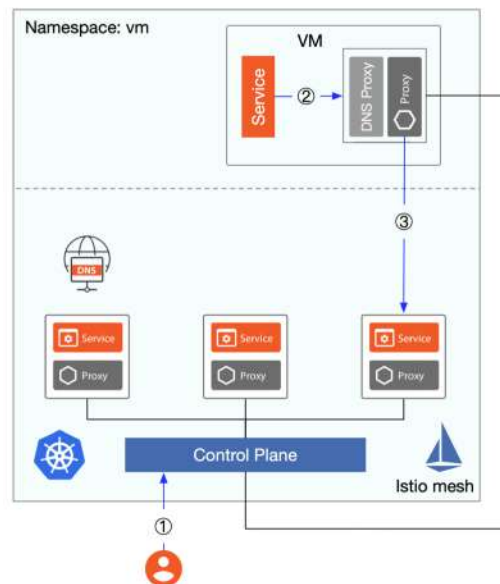 Namespace: vm
VM
Service
②
DNS Proxy
Proxy
③
DNS
Service
Service
Service
Proxy
Proxy
Proxy
Control Plane
Istio mesh
①